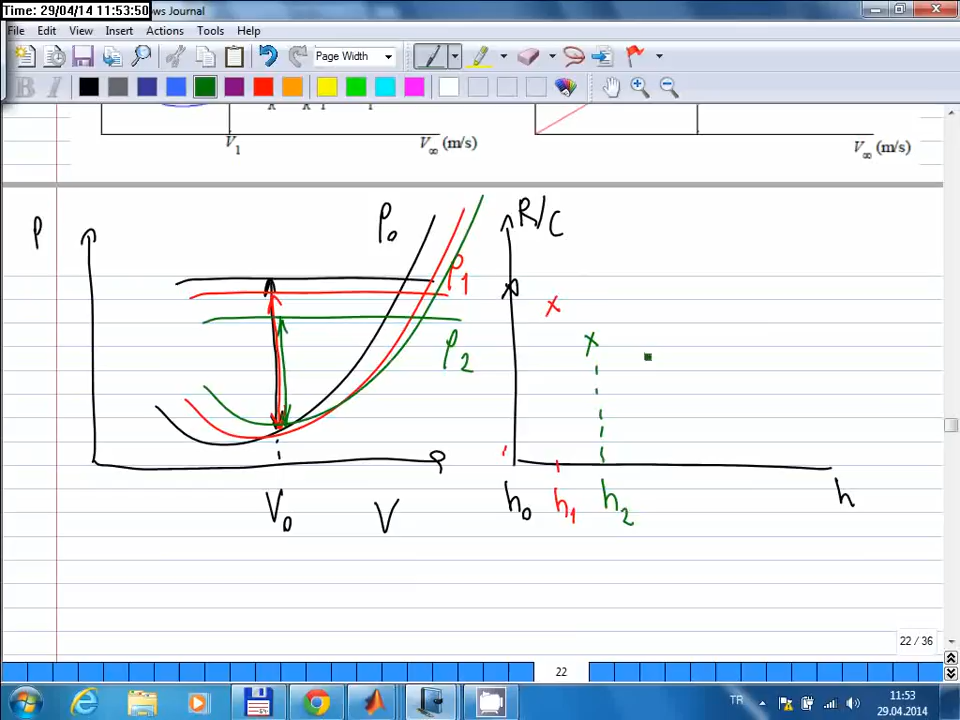 Time: 29/04/14 11:53:50
ws Journal
File Edit View Insert Actions Tools Help
Page Width
B I
V1 V∞ (m/s)
V∞ (m/s)
P ρ0 R/C
ρ1
ρ2
V0 V h0 h1 h2 h
22 / 36
22
TR 11:53
29.04.2014